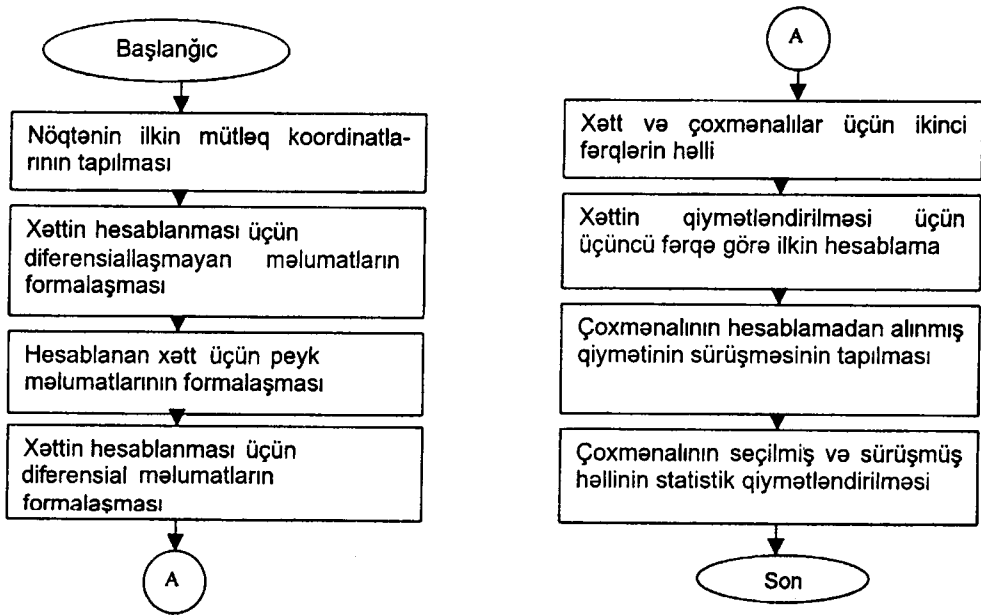 Başlanğıc
Nöqtənin ilkin mütləq koordinatla-
rının tapılması
Xəttin hesablanması üçün
diferensiallaşmayan məlumatların
formalaşması
Hesablanan xətt üçün peyk
məlumatlarının formalaşması
Xəttin hesablanması üçün
diferensial məlumatların
formalaşması
A
A
Xətt və çoxmənalılar üçün ikinci
fərqlərin həlli
Xəttin qiymətləndirilməsi üçün
üçüncü fərqə görə ilkin hesablama
Çoxmənalının hesablamadan alınmış
qiymətinin sürüşməsinin tapılması
Çoxmənalının seçilmiş və sürüşmüş
həllinin statistik qiymətləndirilməsi
Son